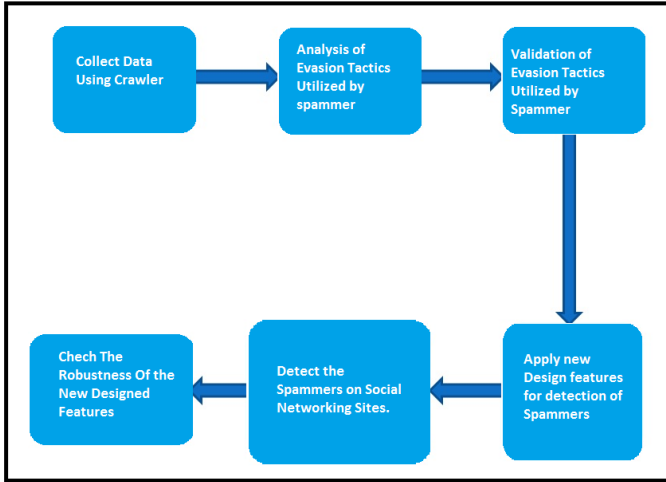 Collect Data
Using Crawler
Analysis of
Evasion Tactics
Utilized by
spammer
Validation of
Evasion Tactics
Utilized by
Spammer
Apply new
Design features
for detection of
Spammers
Detect the
Spammers on Social
Networking Sites.
Chech The
Robustness Of the
New Designed
Features